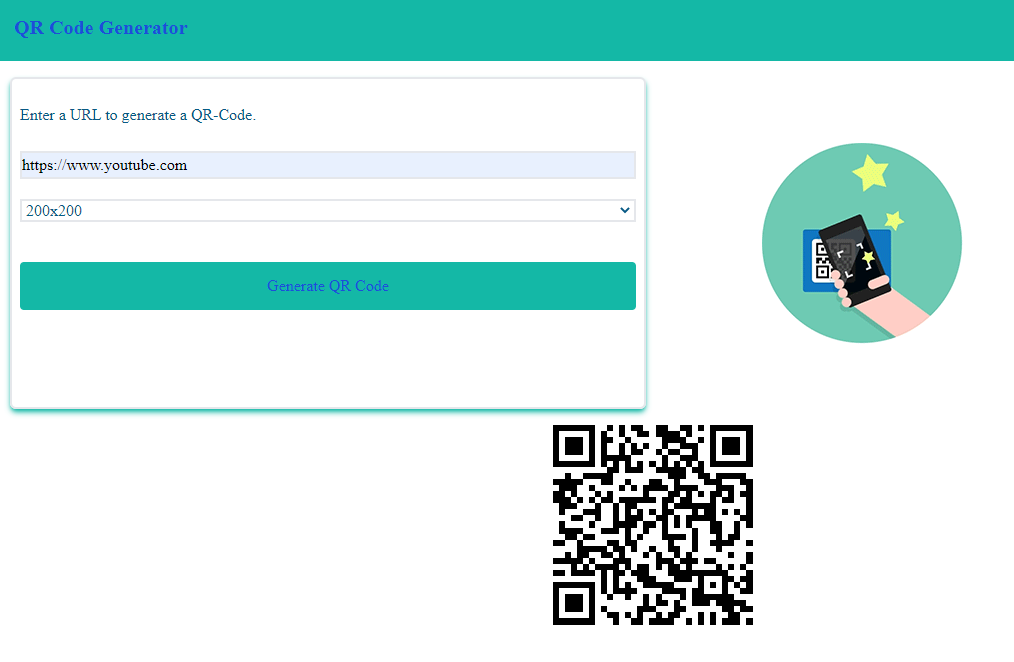 QR Code Generator
Enter a URL to generate a QR-Code.
https://www.youtube.com
200x200
Generate QR Code